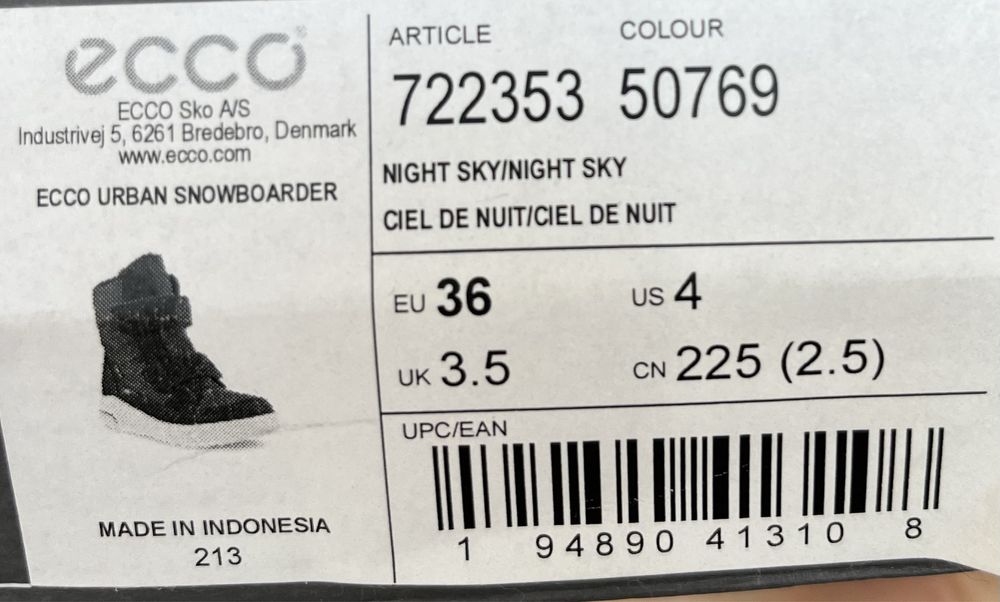 ecco
ECCO Sko A/S
Industrivej 5, 6261 Bredebro, Denmark
www.ecco.com
ECCO URBAN SNOWBOARDER
MADE IN INDONESIA
213
ARTICLE COLOUR
722353 50769
NIGHT SKY/NIGHT SKY
CIEL DE NUIT/CIEL DE NUIT
EU 36 US 4
UK 3.5 CN 225 (2.5)
UPC/EAN
1 94890 41310 8